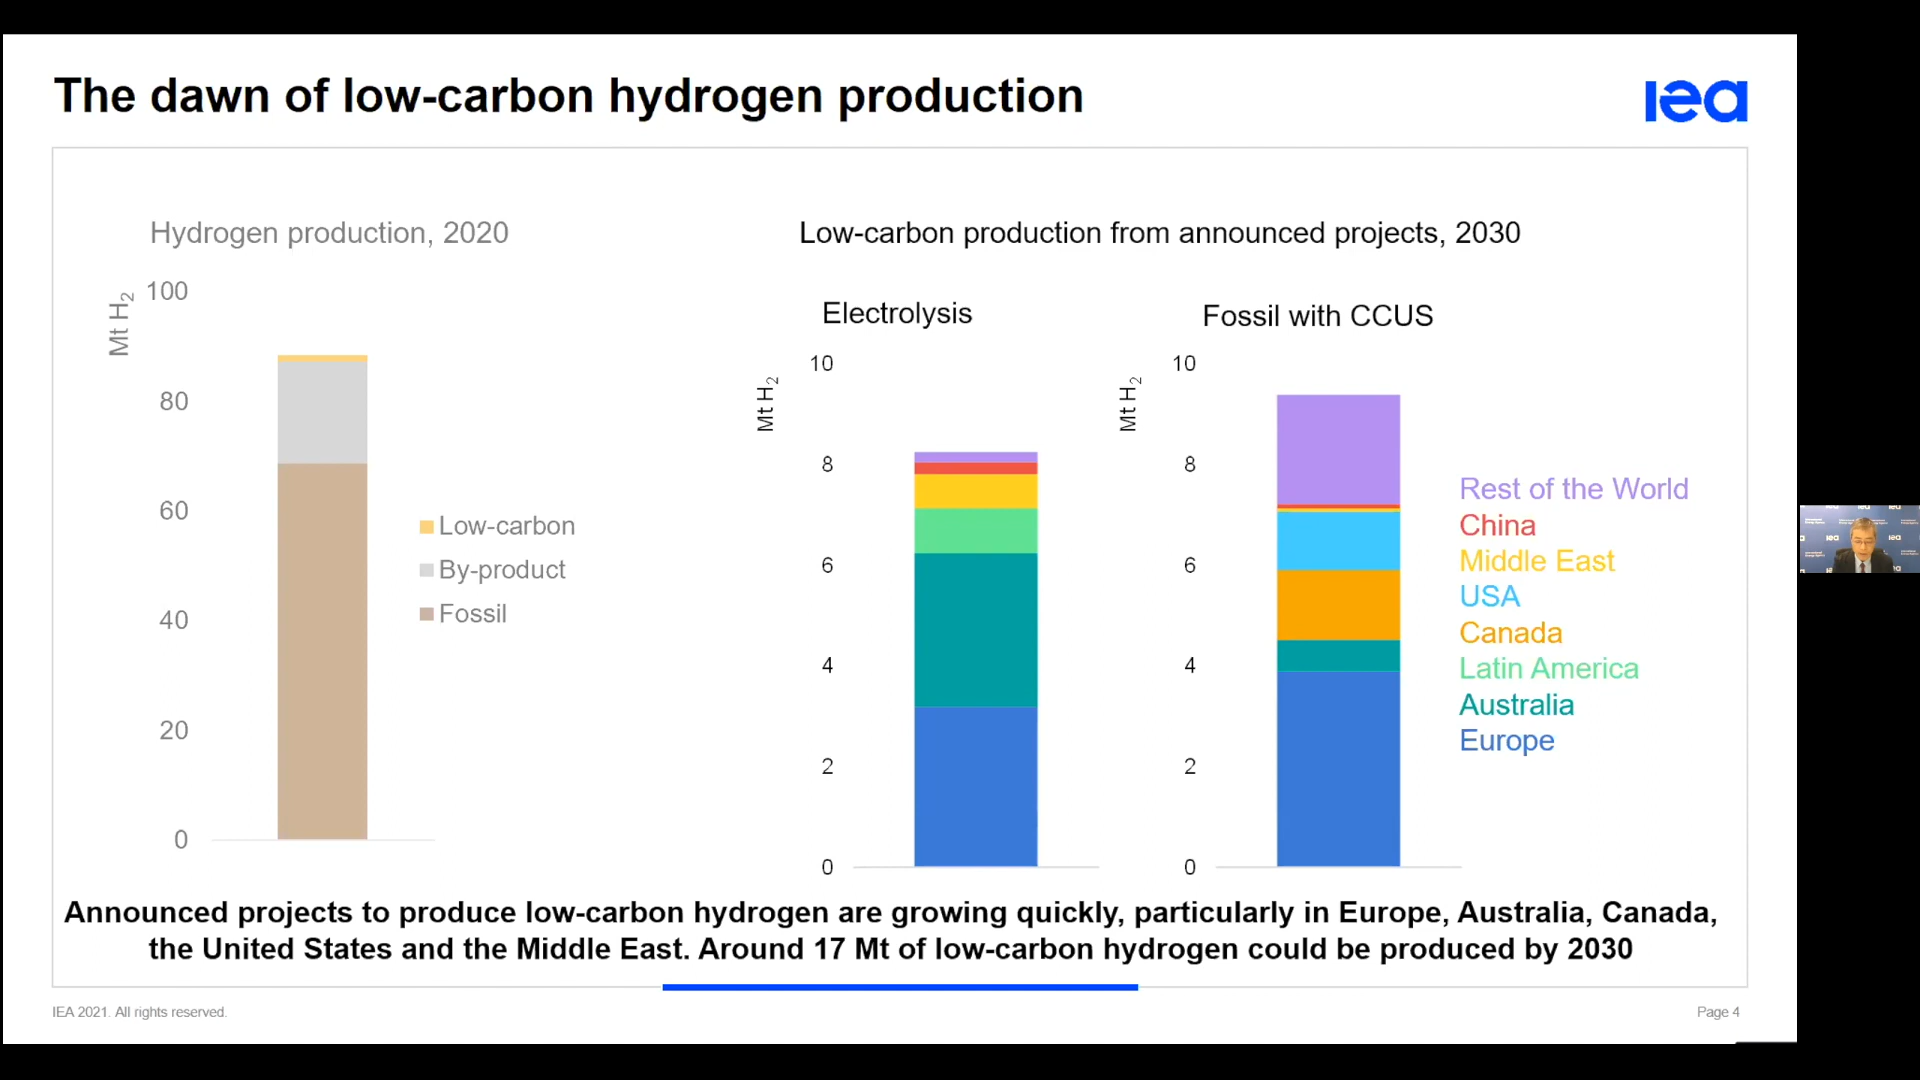 The dawn of low-carbon hydrogen production
iea
Hydrogen production, 2020
Low-carbon production from announced projects, 2030
Mt H₂
100
80
60
40
20
0
Low-carbon
By-product
Fossil
Electrolysis
Mt H₂
10
8
6
4
2
0
Fossil with CCUS
Mt H₂
10
8
6
4
2
0
Rest of the World
China
Middle East
USA
Canada
Latin America
Australia
Europe
Announced projects to produce low-carbon hydrogen are growing quickly, particularly in Europe, Australia, Canada,
the United States and the Middle East. Around 17 Mt of low-carbon hydrogen could be produced by 2030
IEA 2021. All rights reserved.
Page 4